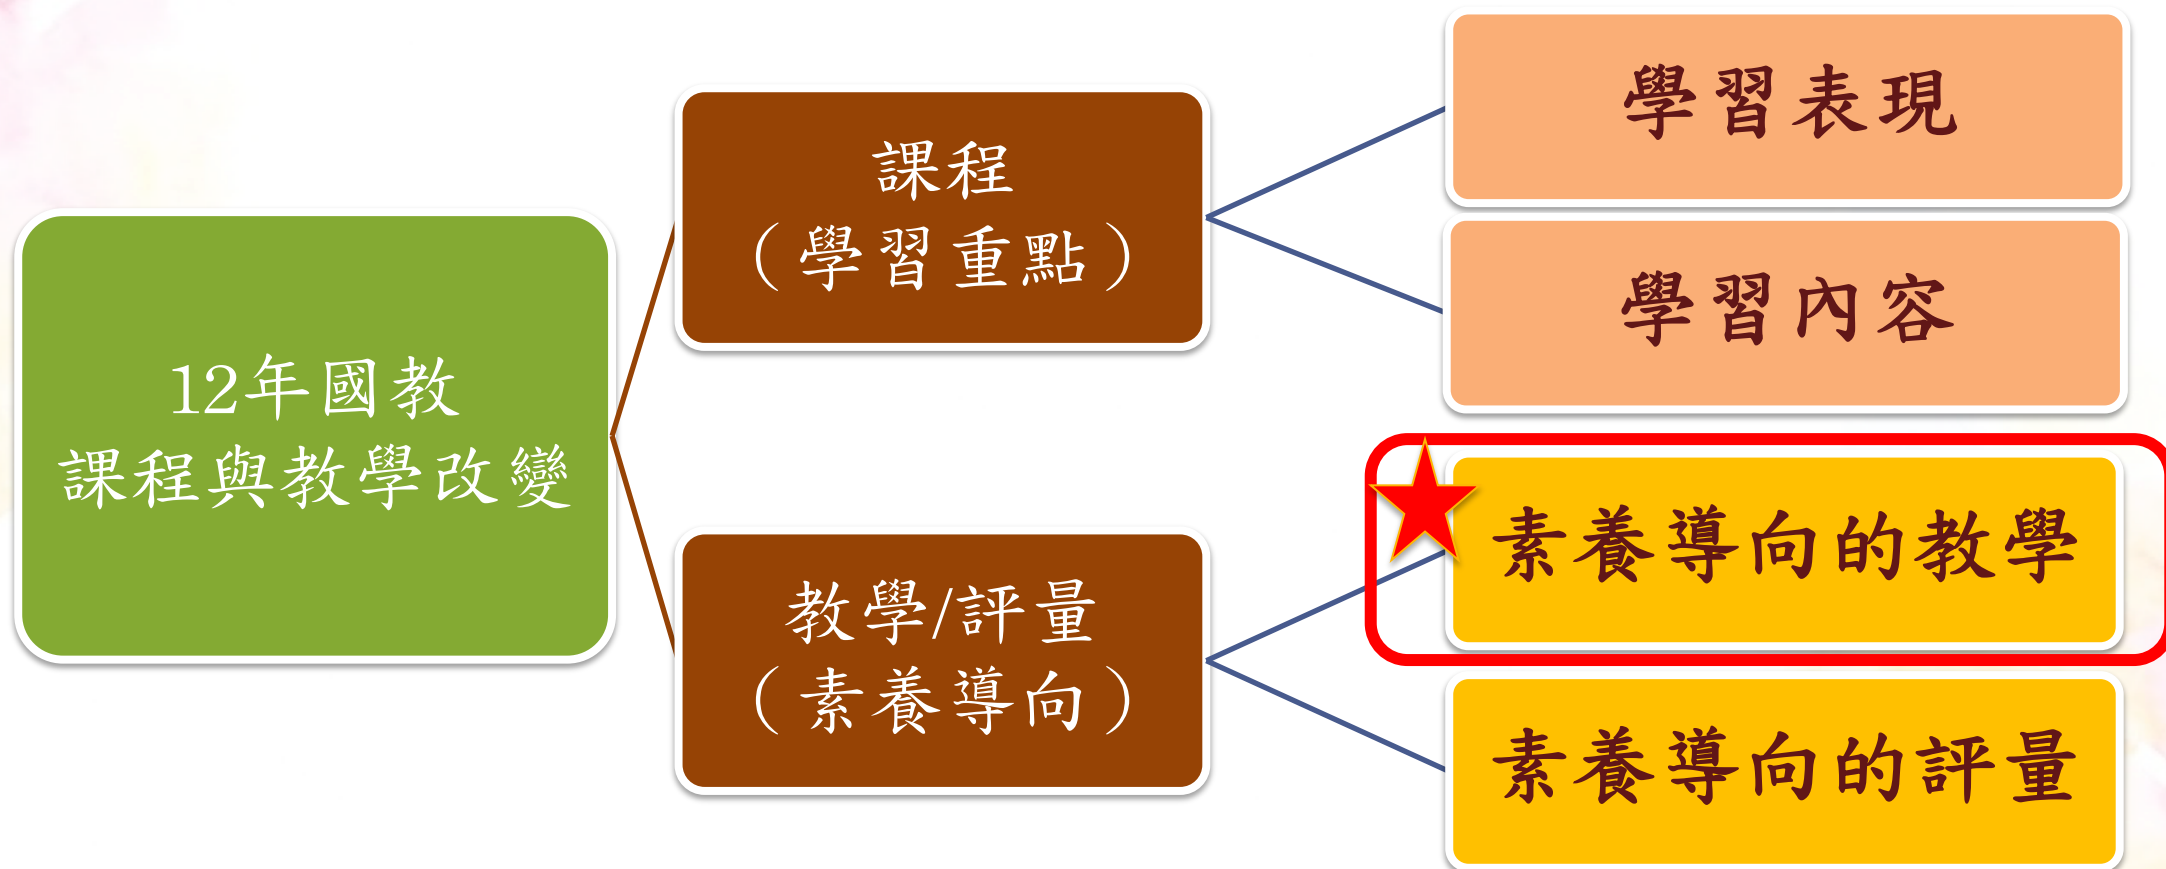 12年國教
課程與教學改變
課程
（學習重點）
教學/評量
（素養導向）
學習表現
學習內容
素養導向的教學
素養導向的評量